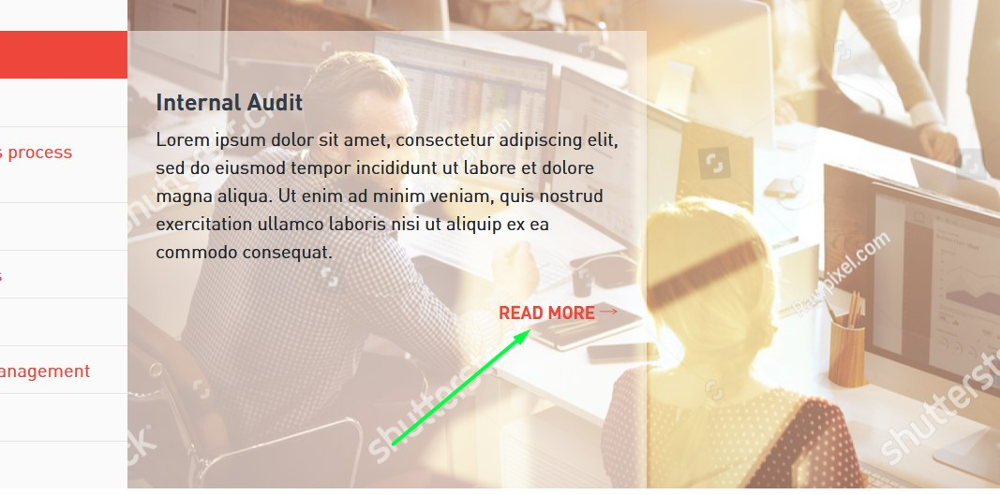 s process
s
anagement
Internal Audit
Lorem ipsum dolor sit amet, consectetur adipiscing elit,
sed do eiusmod tempor incididunt ut labore et dolore
magna aliqua. Ut enim ad minim veniam, quis nostrud
exercitation ullamco laboris nisi ut aliquip ex ea
commodo consequat.
READ MORE →
Rawpixel.com
shutterst
shutters